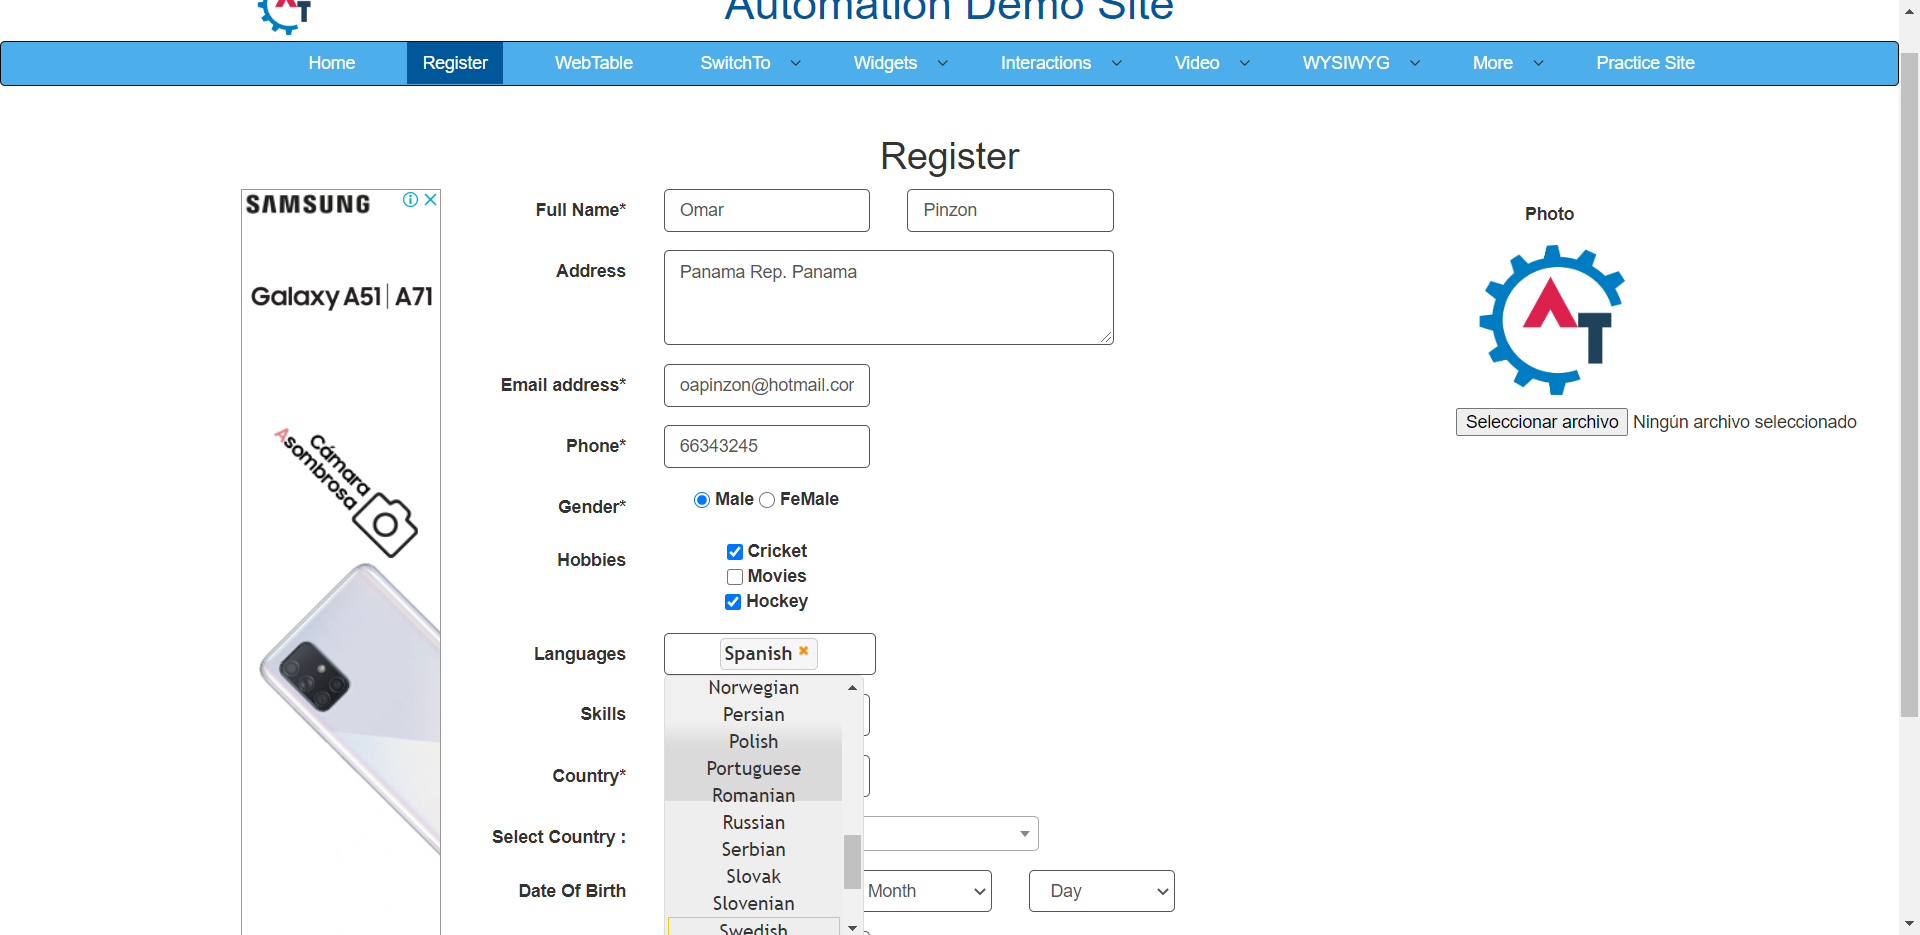 Automation Demo Site
Home Register WebTable SwitchTo Widgets Interactions Video WYSIWYG More Practice Site
Register
SAMSUNG
Galaxy A51 | A71
Cámara
Asombrosa
Full Name* Omar Pinzon
Address Panama Rep. Panama
Email address* oapinzon@hotmail.cor
Phone* 66343245
Gender* Male FeMale
Hobbies Cricket
Movies
Hockey
Languages Spanish
Norwegian
Persian
Polish
Portuguese
Romanian
Russian
Serbian
Slovak
Slovenian
Swedish
Skills
Country*
Select Country :
Date Of Birth Month Day
Photo
AT
Seleccionar archivo Ningún archivo seleccionado